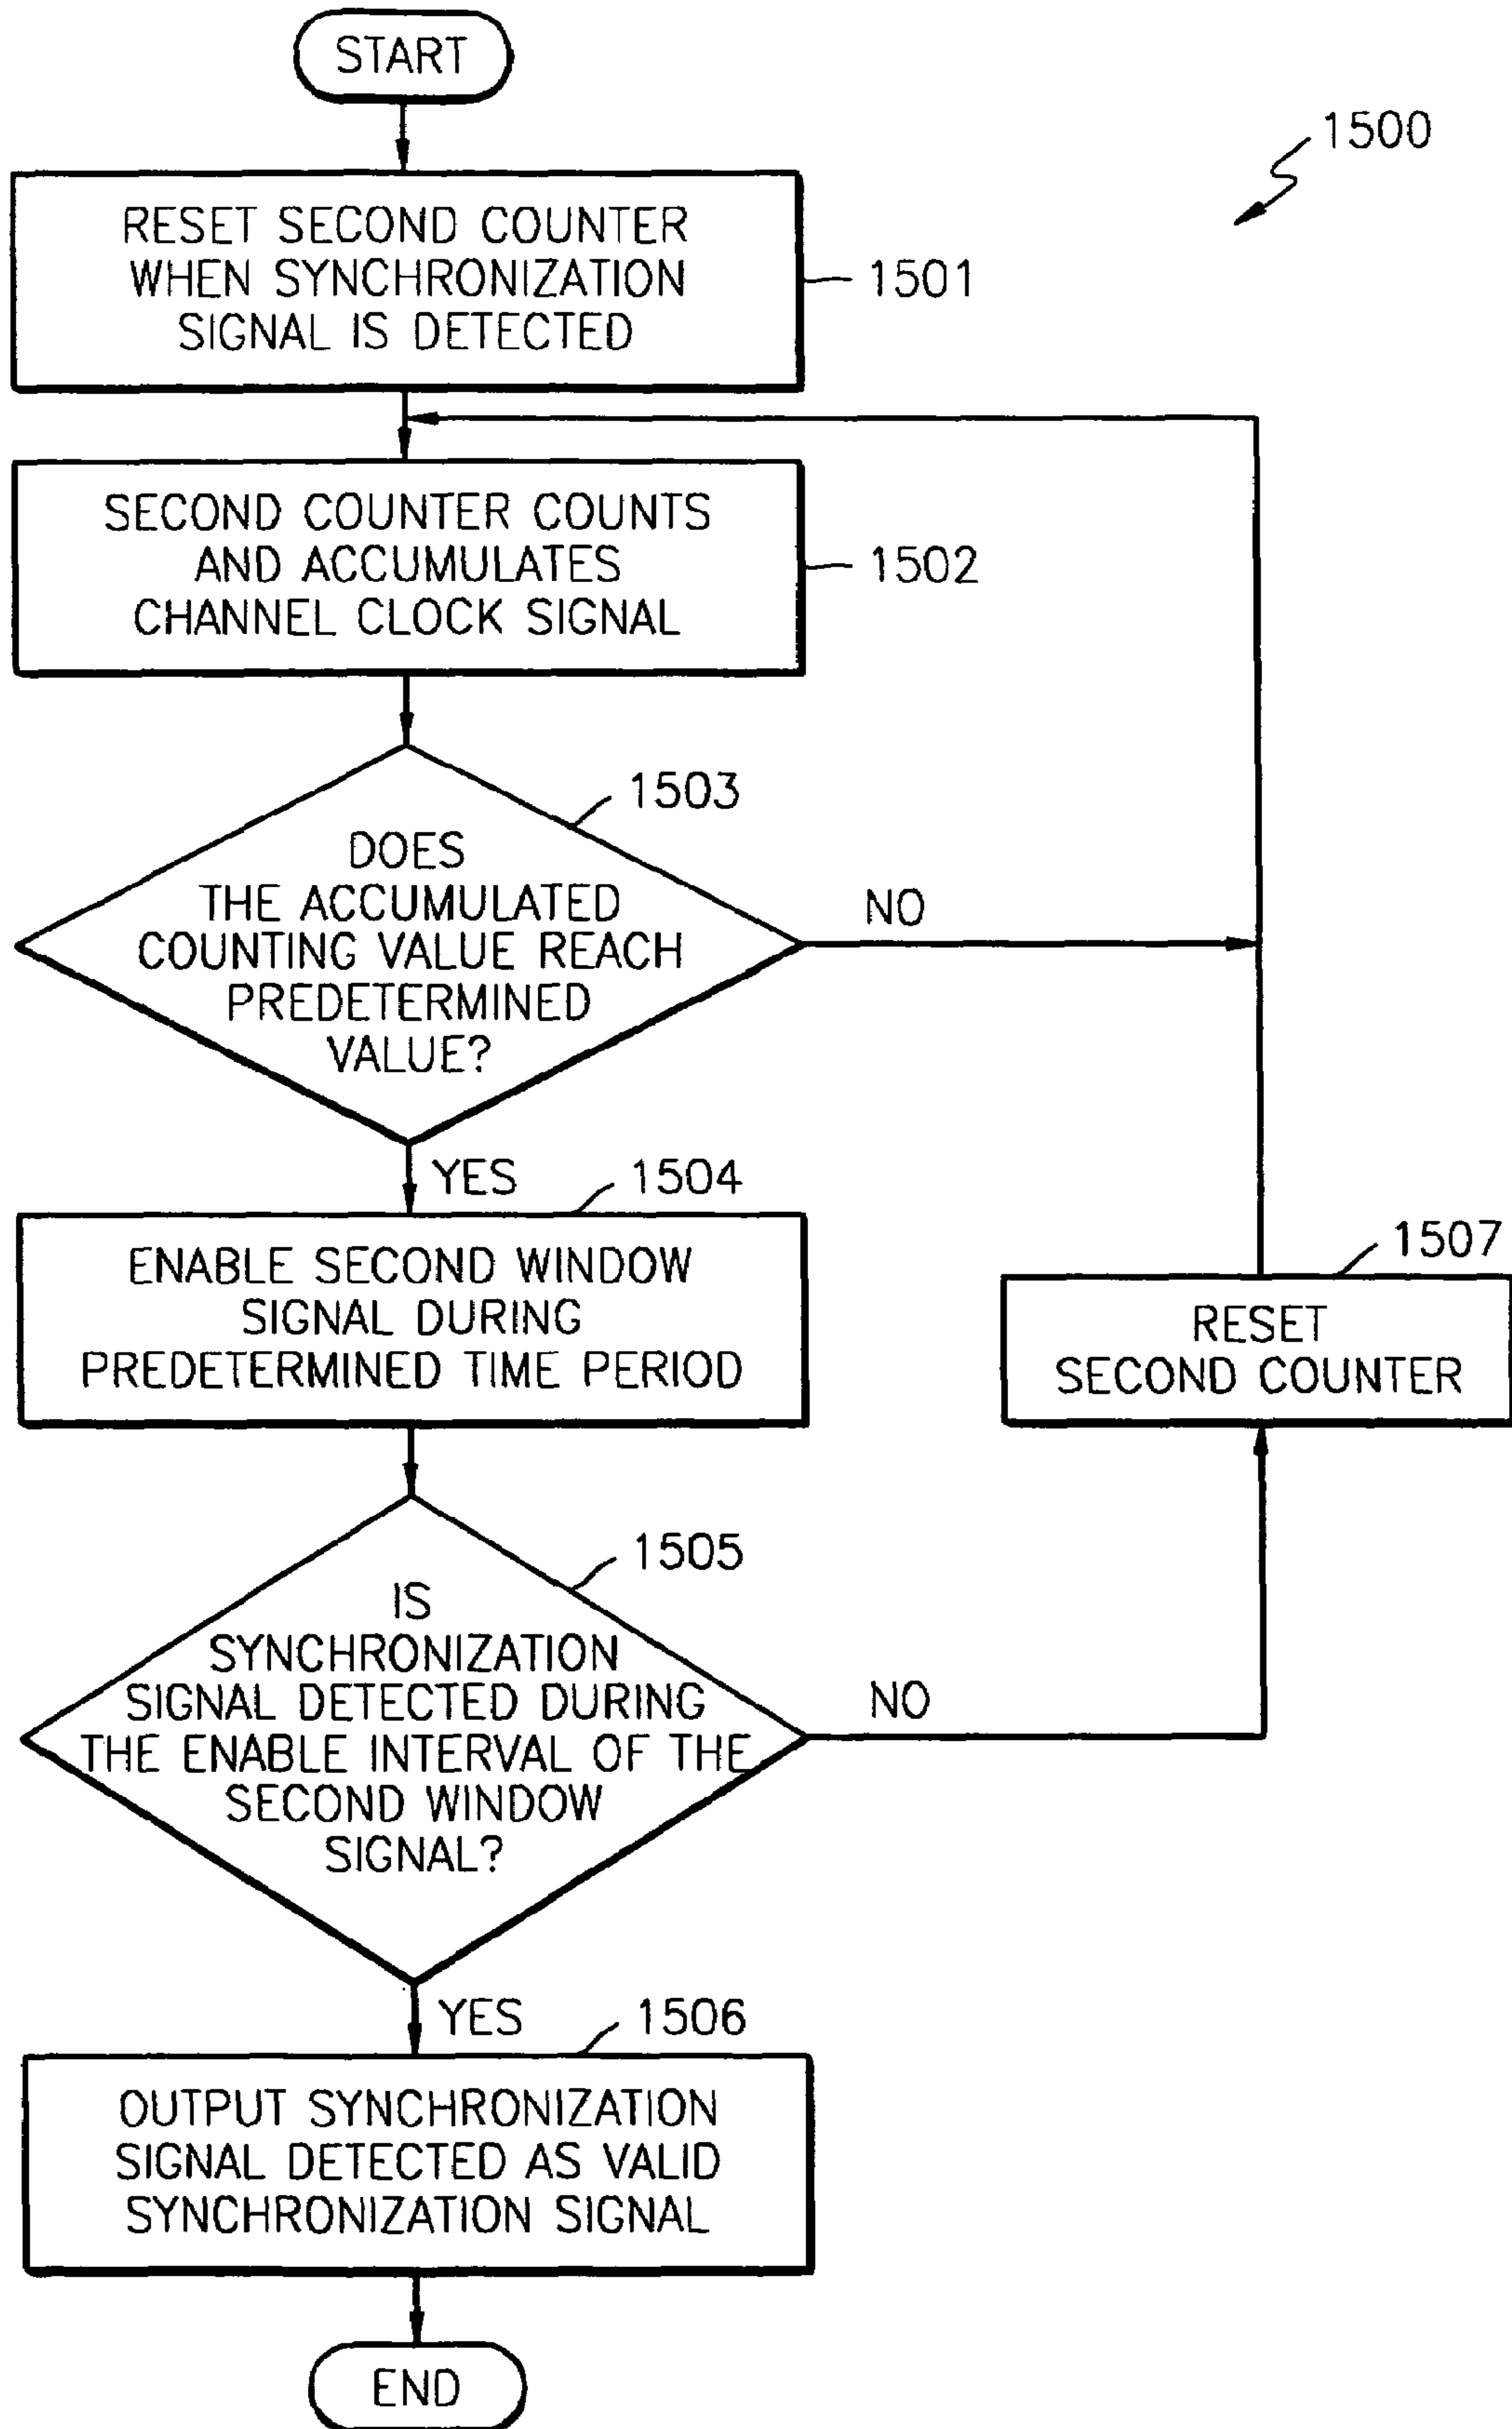 START
1500
RESET SECOND COUNTER
WHEN SYNCHRONIZATION
SIGNAL IS DETECTED
1501
SECOND COUNTER COUNTS
AND ACCUMULATES
CHANNEL CLOCK SIGNAL
1502
1503
DOES
THE ACCUMULATED
COUNTING VALUE REACH
PREDETERMINED
VALUE?
NO
YES
1504
ENABLE SECOND WINDOW
SIGNAL DURING
PREDETERMINED TIME PERIOD
1507
RESET
SECOND COUNTER
1505
IS
SYNCHRONIZATION
SIGNAL DETECTED DURING
THE ENABLE INTERVAL OF THE
SECOND WINDOW
SIGNAL?
NO
YES
1506
OUTPUT SYNCHRONIZATION
SIGNAL DETECTED AS VALID
SYNCHRONIZATION SIGNAL
END